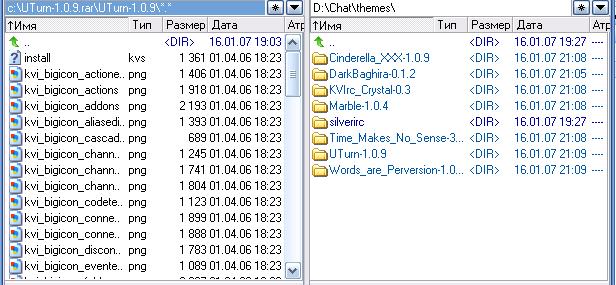 c:\UTurn-1.0.9.rar\UTurn-1.0.9\*.*
↑Имя Тип Размер Дата Атр
.. <DIR> 16.01.07 19:03
install kvs 1 361 01.04.06 18:23
kvi_bigicon_actione.. png 1 406 01.04.06 18:23
kvi_bigicon_actions png 1 918 01.04.06 18:23
kvi_bigicon_addons png 2 193 01.04.06 18:23
kvi_bigicon_aliasedi.. png 1 393 01.04.06 18:23
kvi_bigicon_cascad.. png 689 01.04.06 18:23
kvi_bigicon_chann.. png 1 245 01.04.06 18:23
kvi_bigicon_chann.. png 1 741 01.04.06 18:23
kvi_bigicon_chann.. png 1 804 01.04.06 18:23
kvi_bigicon_codete.. png 1 123 01.04.06 18:23
kvi_bigicon_conne.. png 1 899 01.04.06 18:23
kvi_bigicon_conne.. png 1 888 01.04.06 18:23
kvi_bigicon_discon.. png 1 783 01.04.06 18:23
kvi_bigicon_evente.. png 1 089 01.04.06 18:23
D:\Chat\themes\
↑Имя Тип Размер Дата Атр
.. <DIR> 16.01.07 19:27 ----
Cinderella_XXX-1.0.9 <DIR> 16.01.07 21:08 ----
DarkBaghira-0.1.2 <DIR> 16.01.07 21:05 ----
KVIrc_Crystal-0.3 <DIR> 16.01.07 21:08 ----
Marble-1.0.4 <DIR> 16.01.07 21:08 ----
silverirc <DIR> 16.01.07 19:27 ----
Time_Makes_No_Sense-3... <DIR> 16.01.07 21:08 ----
UTurn-1.0.9 <DIR> 16.01.07 21:09 ----
Words_are_Perversion-1.0... <DIR> 16.01.07 21:09 ----